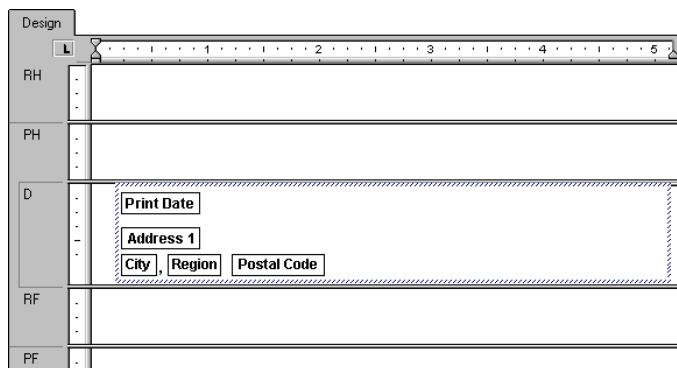 Design
L 1 2 3 4 5
RH
PH
D
Print Date
Address 1
City , Region Postal Code
RF
PF